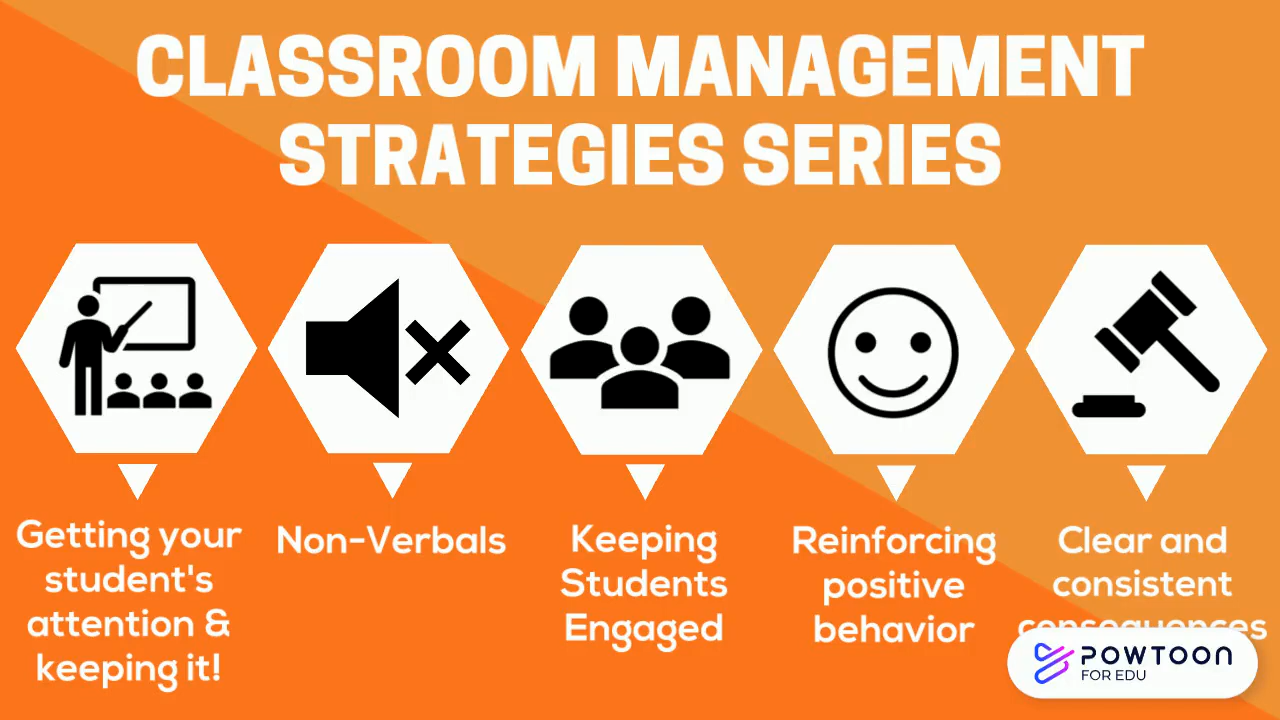 CLASSROOM MANAGEMENT
STRATEGIES SERIES
Getting your
student's
attention &
keeping it!
Non-Verbals
Keeping
Students
Engaged
Reinforcing
positive
behavior
Clear and
consistent
consequences
POWTOON
FOR EDU